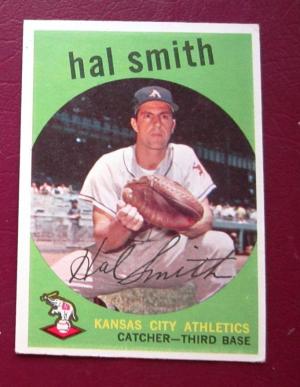 hal smith
A
Hal Smith
KANSAS CITY ATHLETICS
CATCHER—THIRD BASE